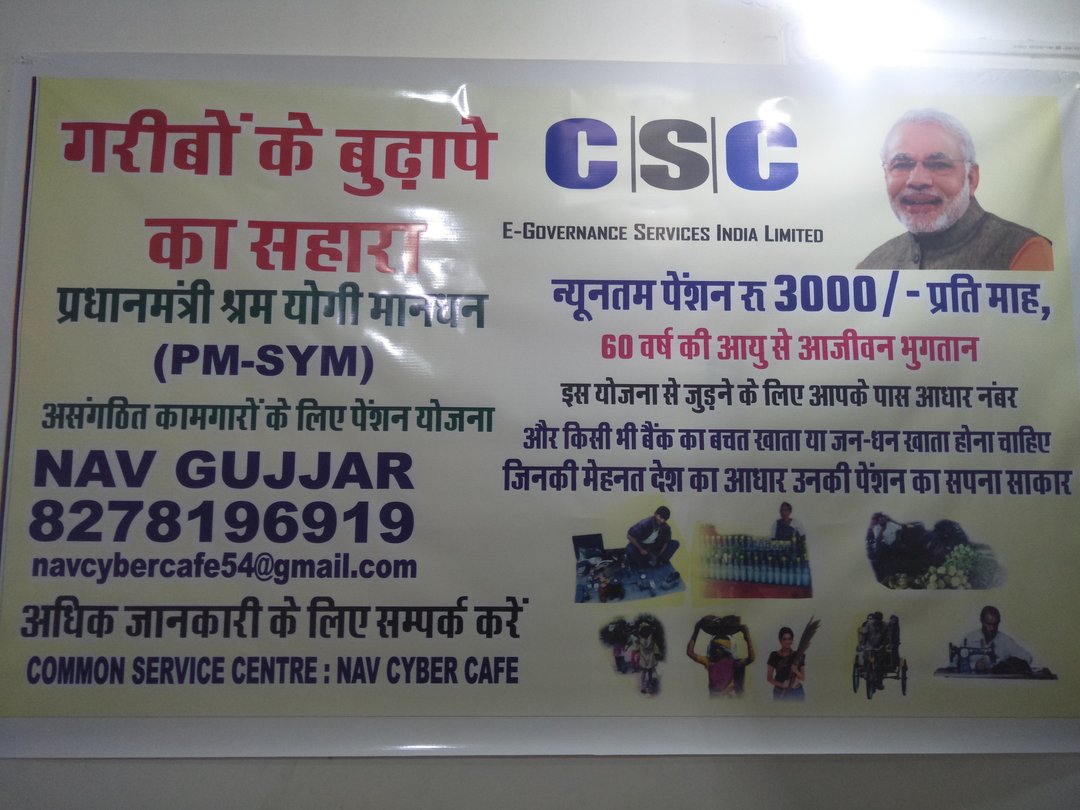 गरीबों के बुढ़ापे
का सहारा
प्रधानमंत्री श्रम योगी मानधन
(PM-SYM)
असंगठित कामगारों के लिए पेंशन योजना
NAV GUJJAR
8278196919
navcybercafe54@gmail.com
अधिक जानकारी के लिए सम्पर्क करें
COMMON SERVICE CENTRE : NAV CYBER CAFE
C|S|C
E-GOVERNANCE SERVICES INDIA LIMITED
न्यूनतम पेंशन रु 3000/- प्रति माह,
60 वर्ष की आयु से आजीवन भुगतान
इस योजना से जुड़ने के लिए आपके पास आधार नंबर
और किसी भी बैंक का बचत खाता या जन-धन खाता होना चाहिए
जिनकी मेहनत देश का आधार उनकी पेंशन का सपना साकार